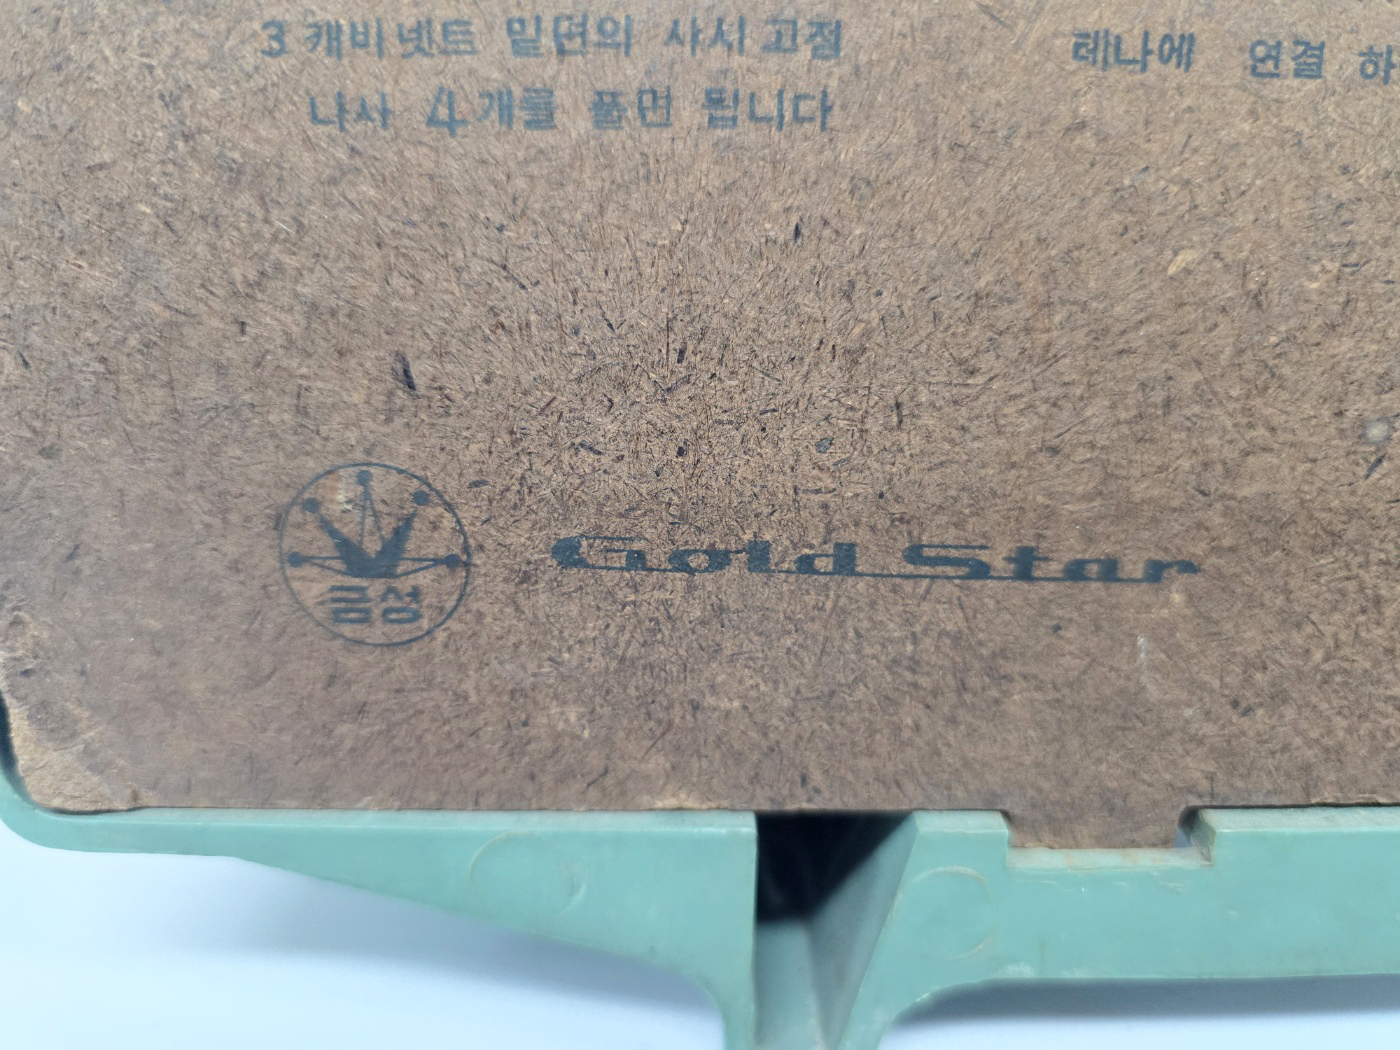 3 캐비넷트 밑면의 사시 고정
나사 4개를 풀면 됩니다
테나에 연결 하
금성
Gold Star